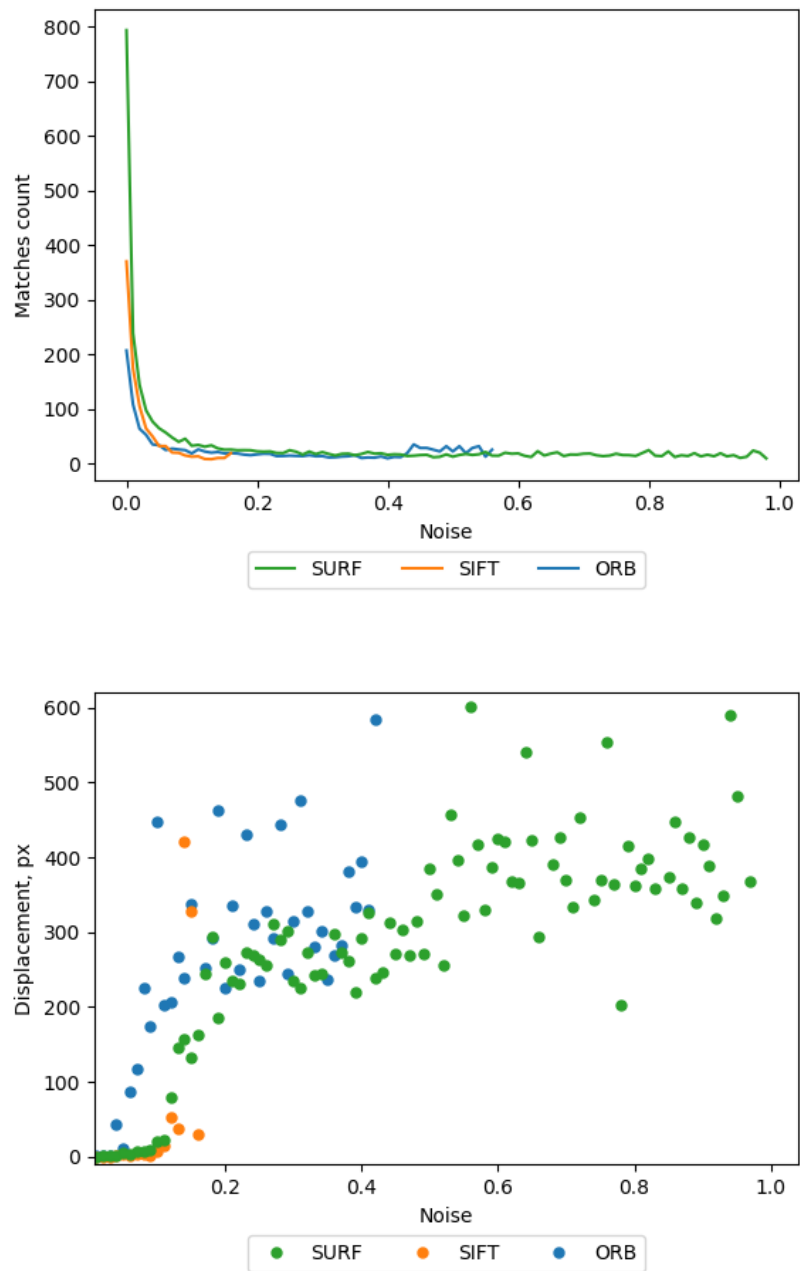 800
700
600
500
400
300
200
100
0
Matches count
0.0 0.2 0.4 0.6 0.8 1.0
Noise
SURF SIFT ORB
600
500
400
300
200
100
0
Displacement, px
0.2 0.4 0.6 0.8 1.0
Noise
SURF SIFT ORB